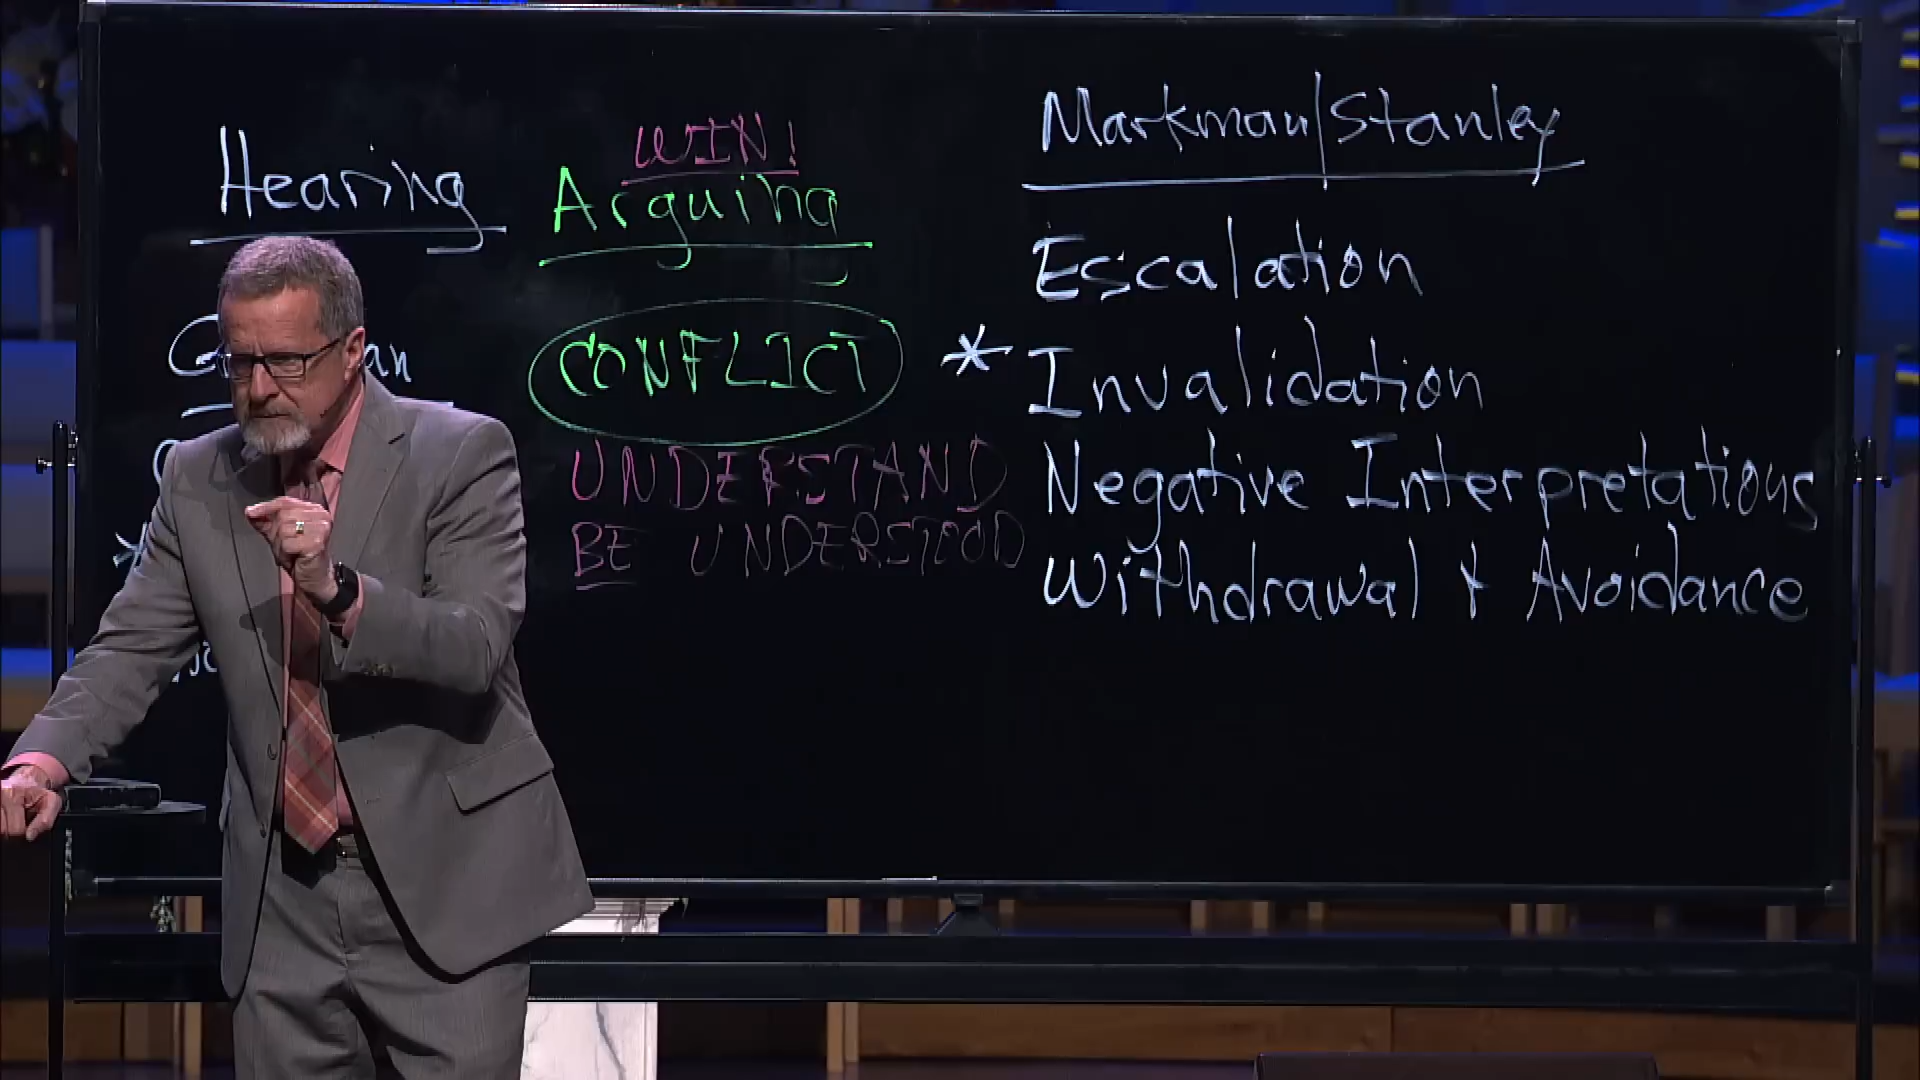 Hearing
WIN!
Arguing
CONFLICT
UNDERSTAND
BE UNDERSTOOD
Markman/Stanley
Escalation
* Invalidation
Negative Interpretations
Withdrawal + Avoidance